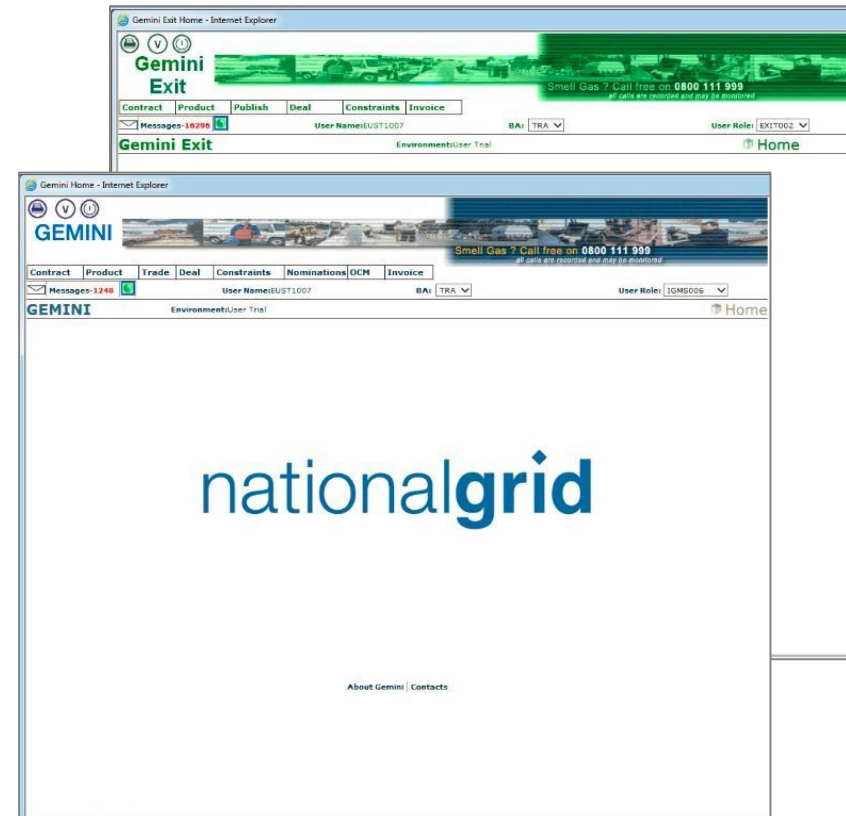 Gemini Exit Home - Internet Explorer
V
Gemini
Exit
Smell Gas ? Call free on 0800 111 999
all calls are recorded and may be monitored
Contract Product Publish Deal Constraints Invoice
Messages-16296 User Name:EUST1007 BA: TRA User Role: EXIT002
Gemini Exit Environment:User Trial Home
Gemini Home - Internet Explorer
V
GEMINI
Smell Gas ? Call free on 0800 111 999
all calls are recorded and may be monitored
Contract Product Trade Deal Constraints Nominations OCM Invoice
Messages-1248 User Name:EUST1007 BA: TRA User Role: IGMS006
GEMINI Environment:User Trial Home
nationalgrid
About Gemini | Contacts